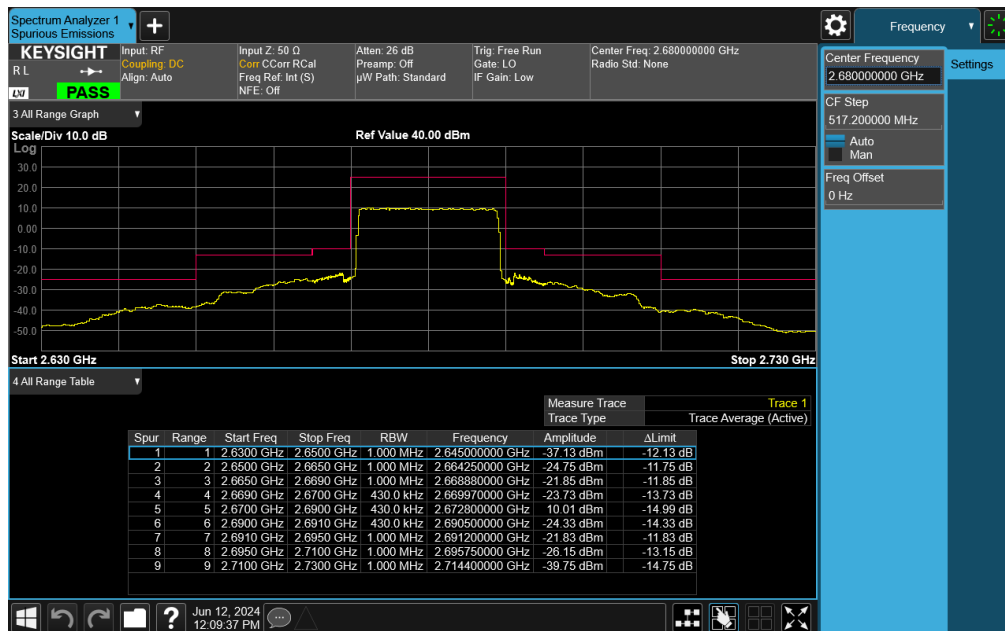 Spectrum Analyzer 1
Spurious Emissions
KEYSIGHT
R L
LXI
PASS
Input: RF
Coupling: DC
Align: Auto
Input Z: 50 Ω
Corr CCorr RCal
Freq Ref: Int (S)
NFE: Off
Atten: 26 dB
Preamp: Off
µW Path: Standard
Trig: Free Run
Gate: LO
IF Gain: Low
Center Freq: 2.680000000 GHz
Radio Std: None
Frequency
Center Frequency
2.680000000 GHz
Settings
CF Step
517.200000 MHz
Auto
Man
Freq Offset
0 Hz
3 All Range Graph
Scale/Div 10.0 dB
Ref Value 40.00 dBm
Log
30.0
20.0
10.0
0.00
-10.0
-20.0
-30.0
-40.0
-50.0
Start 2.630 GHz
Stop 2.730 GHz
4 All Range Table
Measure Trace Trace 1
Trace Type Trace Average (Active)
Spur Range Start Freq Stop Freq RBW Frequency Amplitude ΔLimit
1 1 2.6300 GHz 2.6500 GHz 1.000 MHz 2.645000000 GHz -37.13 dBm -12.13 dB
2 2 2.6500 GHz 2.6650 GHz 1.000 MHz 2.664250000 GHz -24.75 dBm -11.75 dB
3 3 2.6650 GHz 2.6690 GHz 1.000 MHz 2.668880000 GHz -21.85 dBm -11.85 dB
4 4 2.6690 GHz 2.6700 GHz 430.0 kHz 2.669970000 GHz -23.73 dBm -13.73 dB
5 5 2.6700 GHz 2.6900 GHz 430.0 kHz 2.672800000 GHz 10.01 dBm -14.99 dB
6 6 2.6900 GHz 2.6910 GHz 430.0 kHz 2.690500000 GHz -24.33 dBm -14.33 dB
7 7 2.6910 GHz 2.6950 GHz 1.000 MHz 2.691200000 GHz -21.83 dBm -11.83 dB
8 8 2.6950 GHz 2.7100 GHz 1.000 MHz 2.695750000 GHz -26.15 dBm -13.15 dB
9 9 2.7100 GHz 2.7300 GHz 1.000 MHz 2.714400000 GHz -39.75 dBm -14.75 dB
?
Jun 12, 2024
12:09:37 PM